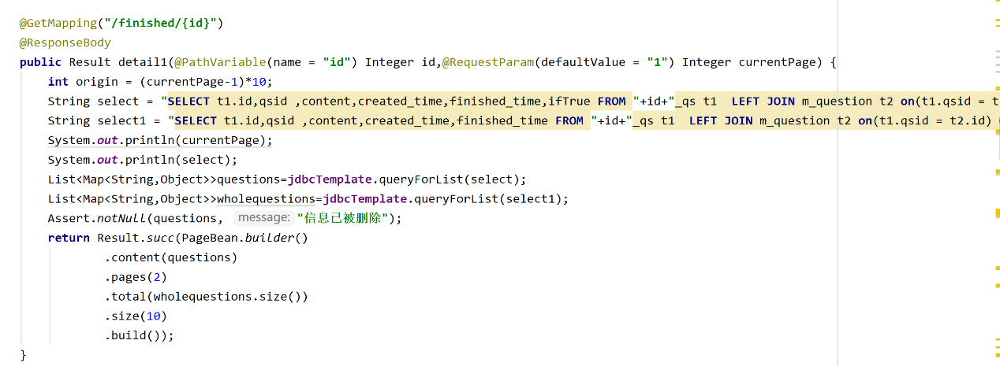 @GetMapping("/finished/{id}")
@ResponseBody
public Result detail1(@PathVariable(name = "id") Integer id,@RequestParam(defaultValue = "1") Integer currentPage) {
int origin = (currentPage-1)*10;
String select = "SELECT t1.id,qsid ,content,created_time,finished_time,ifTrue FROM "+id+"_qs t1  LEFT JOIN m_question t2 on(t1.qsid = t
String select1 = "SELECT t1.id,qsid ,content,created_time,finished_time FROM "+id+"_qs t1  LEFT JOIN m_question t2 on(t1.qsid = t2.id)
System.out.println(currentPage);
System.out.println(select);
List<Map<String,Object>>questions=jdbcTemplate.queryForList(select);
List<Map<String,Object>>wholequestions=jdbcTemplate.queryForList(select1);
Assert.notNull(questions, message: "信息已被删除");
return Result.succ(PageBean.builder()
.content(questions)
.pages(2)
.total(wholequestions.size())
.size(10)
.build());
}